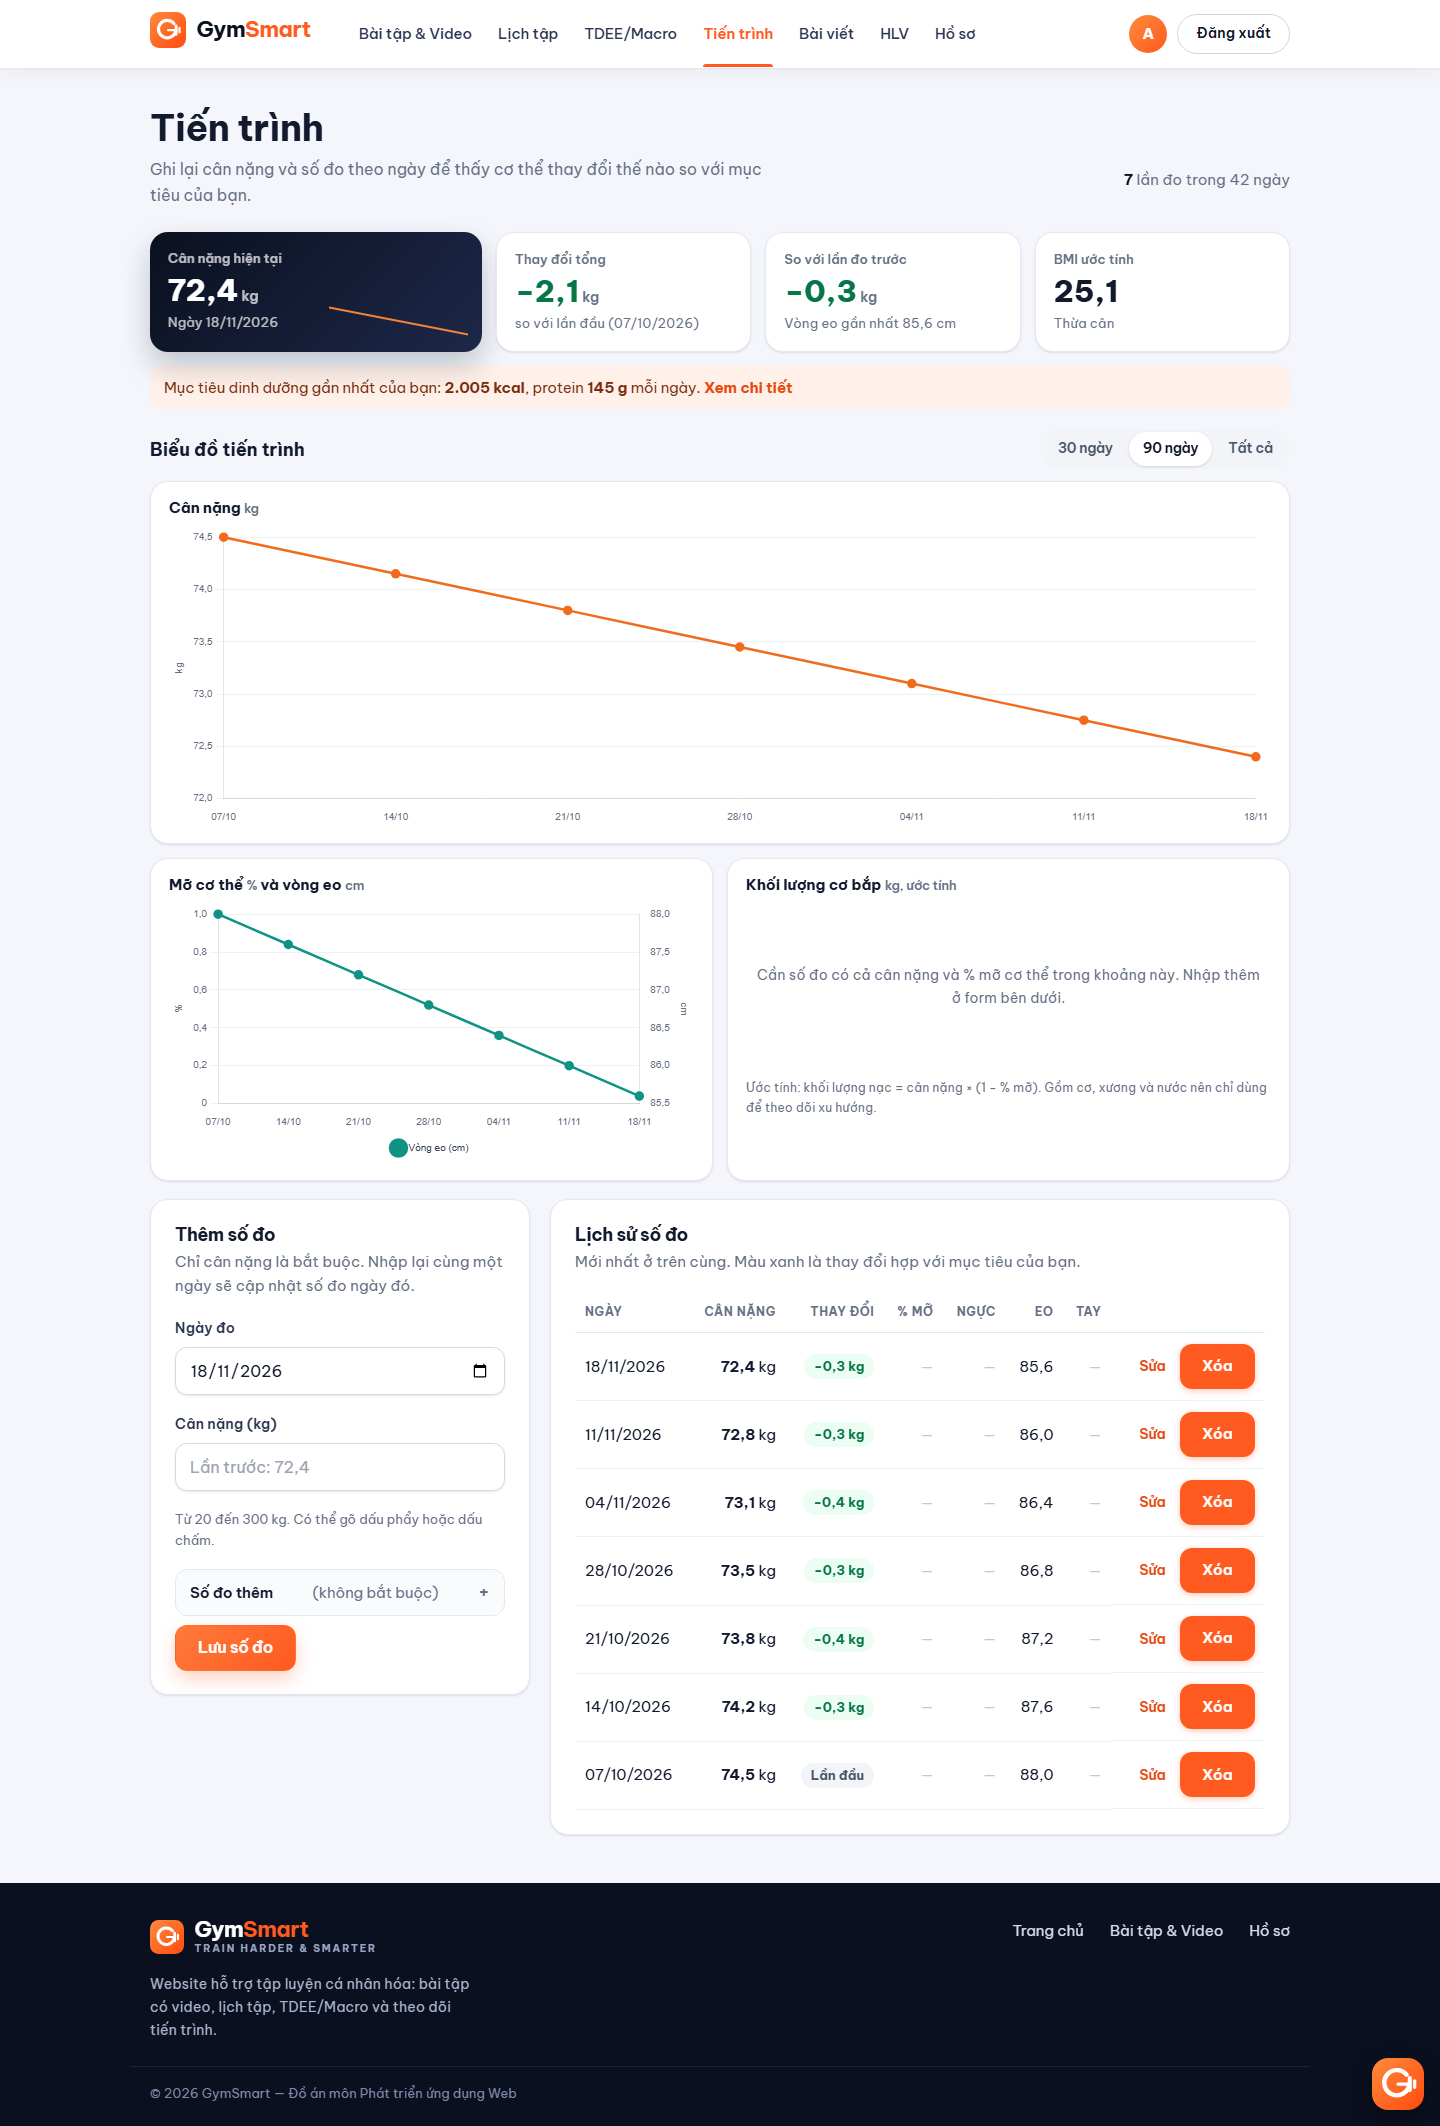 GymSmart
Bài tập & Video
Lịch tập
TDEE/Macro
Tiến trình
Bài viết
HLV
Hồ sơ
A
Đăng xuất
Tiến trình
Ghi lại cân nặng và số đo theo ngày để thấy cơ thể thay đổi thế nào so với mục
tiêu của bạn.
7 lần đo trong 42 ngày
Cân nặng hiện tại
72,4 kg
Ngày 18/11/2026
Thay đổi tổng
-2,1 kg
so với lần đầu (07/10/2026)
So với lần đo trước
-0,3 kg
Vòng eo gần nhất 85,6 cm
BMI ước tính
25,1
Thừa cân
Mục tiêu dinh dưỡng gần nhất của bạn: 2.005 kcal, protein 145 g mỗi ngày. Xem chi tiết
Biểu đồ tiến trình
30 ngày
90 ngày
Tất cả
Cân nặng kg
74,5
74,0
73,5
73,0
72,5
72,0
kg
07/10
14/10
21/10
28/10
04/11
11/11
18/11
Mỡ cơ thể % và vòng eo cm
1,0
0,8
0,6
0,4
0,2
0
%
88,0
87,5
87,0
86,5
86,0
85,5
cm
07/10
14/10
21/10
28/10
04/11
11/11
18/11
Vòng eo (cm)
Khối lượng cơ bắp kg, ước tính
Cần số đo có cả cân nặng và % mỡ cơ thể trong khoảng này. Nhập thêm
ở form bên dưới.
Ước tính: khối lượng nạc = cân nặng × (1 - % mỡ). Gồm cơ, xương và nước nên chỉ dùng
để theo dõi xu hướng.
Thêm số đo
Chỉ cân nặng là bắt buộc. Nhập lại cùng một
ngày sẽ cập nhật số đo ngày đó.
Ngày đo
18/11/2026
Cân nặng (kg)
Lần trước: 72,4
Từ 20 đến 300 kg. Có thể gõ dấu phẩy hoặc dấu
chấm.
Số đo thêm (không bắt buộc) +
Lưu số đo
Lịch sử số đo
Mới nhất ở trên cùng. Màu xanh là thay đổi hợp với mục tiêu của bạn.
NGÀY CÂN NẶNG THAY ĐỔI % MỠ NGỰC EO TAY
18/11/2026 72,4 kg -0,3 kg — — 85,6 — Sửa Xóa
11/11/2026 72,8 kg -0,3 kg — — 86,0 — Sửa Xóa
04/11/2026 73,1 kg -0,4 kg — — 86,4 — Sửa Xóa
28/10/2026 73,5 kg -0,3 kg — — 86,8 — Sửa Xóa
21/10/2026 73,8 kg -0,4 kg — — 87,2 — Sửa Xóa
14/10/2026 74,2 kg -0,3 kg — — 87,6 — Sửa Xóa
07/10/2026 74,5 kg Lần đầu — — 88,0 — Sửa Xóa
GymSmart
TRAIN HARDER & SMARTER
Website hỗ trợ tập luyện cá nhân hóa: bài tập
có video, lịch tập, TDEE/Macro và theo dõi
tiến trình.
Trang chủ
Bài tập & Video
Hồ sơ
© 2026 GymSmart — Đồ án môn Phát triển ứng dụng Web